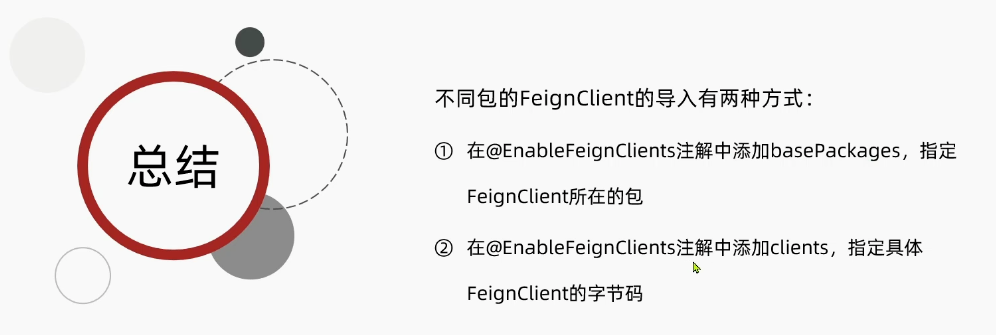 总结
不同包的FeignClient的导入有两种方式：
① 在@EnableFeignClients注解中添加basePackages，指定
FeignClient所在的包
② 在@EnableFeignClients注解中添加clients，指定具体
FeignClient的字节码